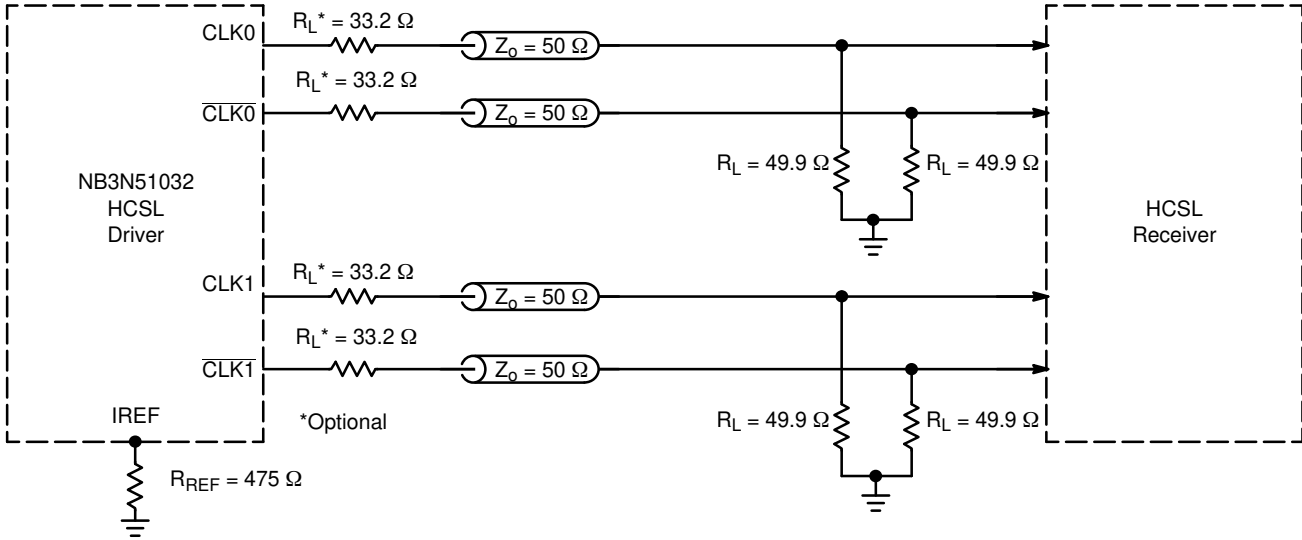 CLK0
R_L* = 33.2 Ω
Z_o = 50 Ω
R_L* = 33.2 Ω
C̅L̅K̅0̅
Z_o = 50 Ω
NB3N51032
HCSL
Driver
R_L = 49.9 Ω
R_L = 49.9 Ω
HCSL
Receiver
CLK1
R_L* = 33.2 Ω
Z_o = 50 Ω
R_L* = 33.2 Ω
C̅L̅K̅1̅
Z_o = 50 Ω
IREF
*Optional
R_L = 49.9 Ω
R_L = 49.9 Ω
R_REF = 475 Ω